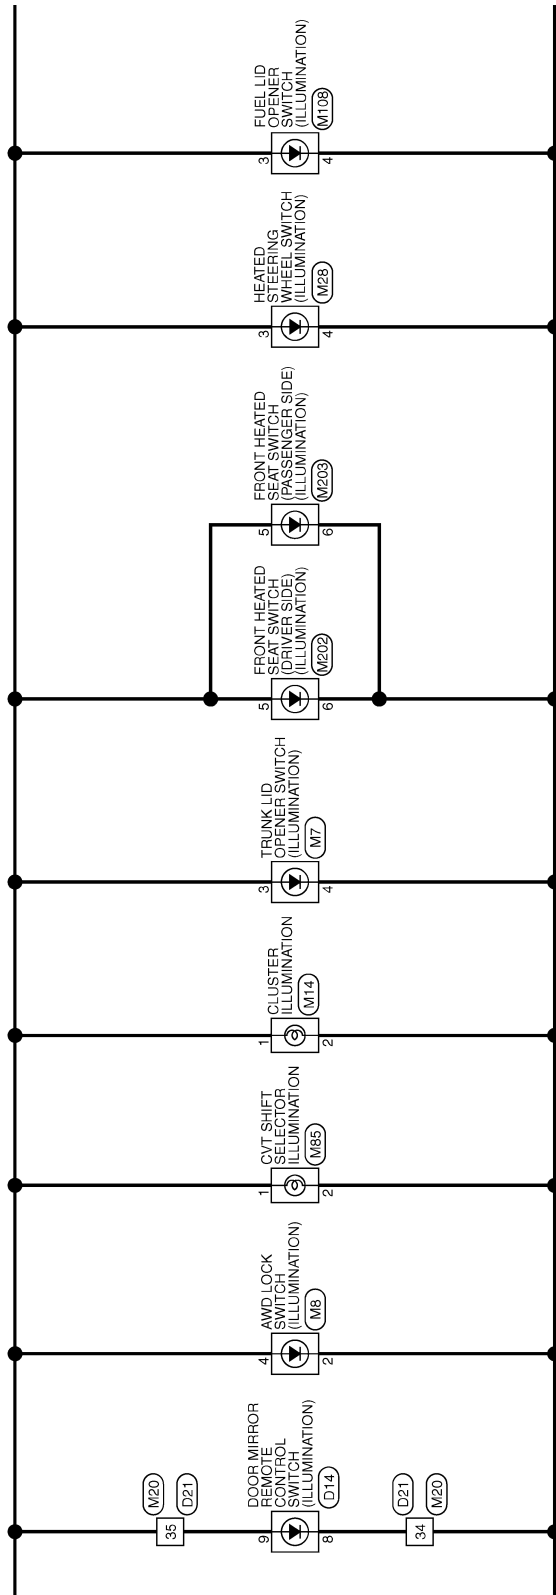 3
FUEL LID
OPENER
SWITCH
(ILLUMINATION)
M108
4
3
HEATED
STEERING
WHEEL SWITCH
(ILLUMINATION)
M28
4
5
FRONT HEATED
SEAT SWITCH
(PASSENGER SIDE)
(ILLUMINATION)
M203
6
5
FRONT HEATED
SEAT SWITCH
(DRIVER SIDE)
(ILLUMINATION)
M202
6
3
TRUNK LID
OPENER SWITCH
(ILLUMINATION)
M7
4
1
CLUSTER
ILLUMINATION
M14
2
1
CVT SHIFT
SELECTOR
ILLUMINATION
M85
2
4
AWD LOCK
SWITCH
(ILLUMINATION)
M8
2
M20
35
D21
9
DOOR MIRROR
REMOTE
CONTROL
SWITCH
(ILLUMINATION)
D14
8
D21
34
M20